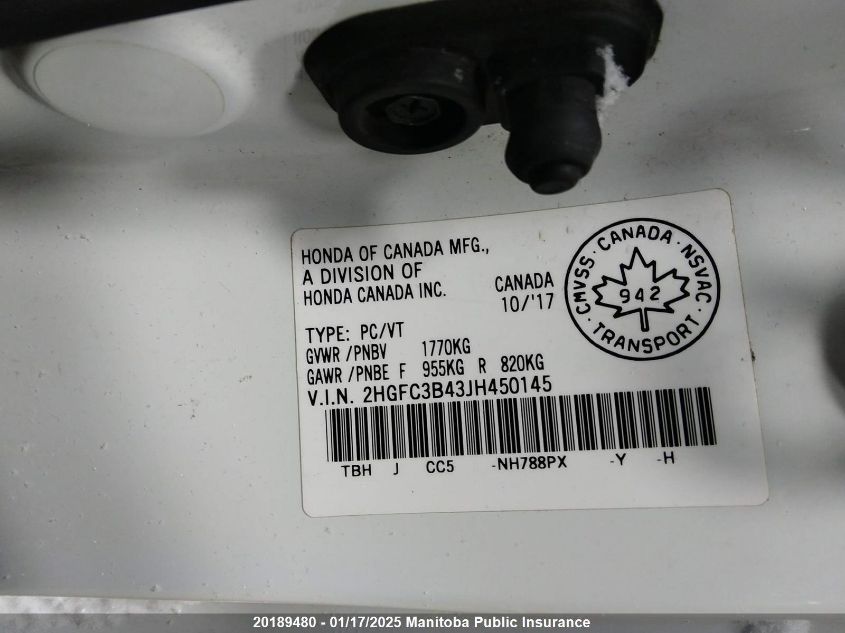 HONDA OF CANADA MFG.,
A DIVISION OF
HONDA CANADA INC.
CANADA
10/'17
TYPE: PC/VT
GVWR /PNBV 1770KG
GAWR /PNBE F 955KG R 820KG
V.I.N. 2HGFC3B43JH450145
TBH J CC5 -NH788PX -Y -H
CMVSS · CANADA · NSVAC · TRANSPORT ·
942
20189480 - 01/17/2025 Manitoba Public Insurance